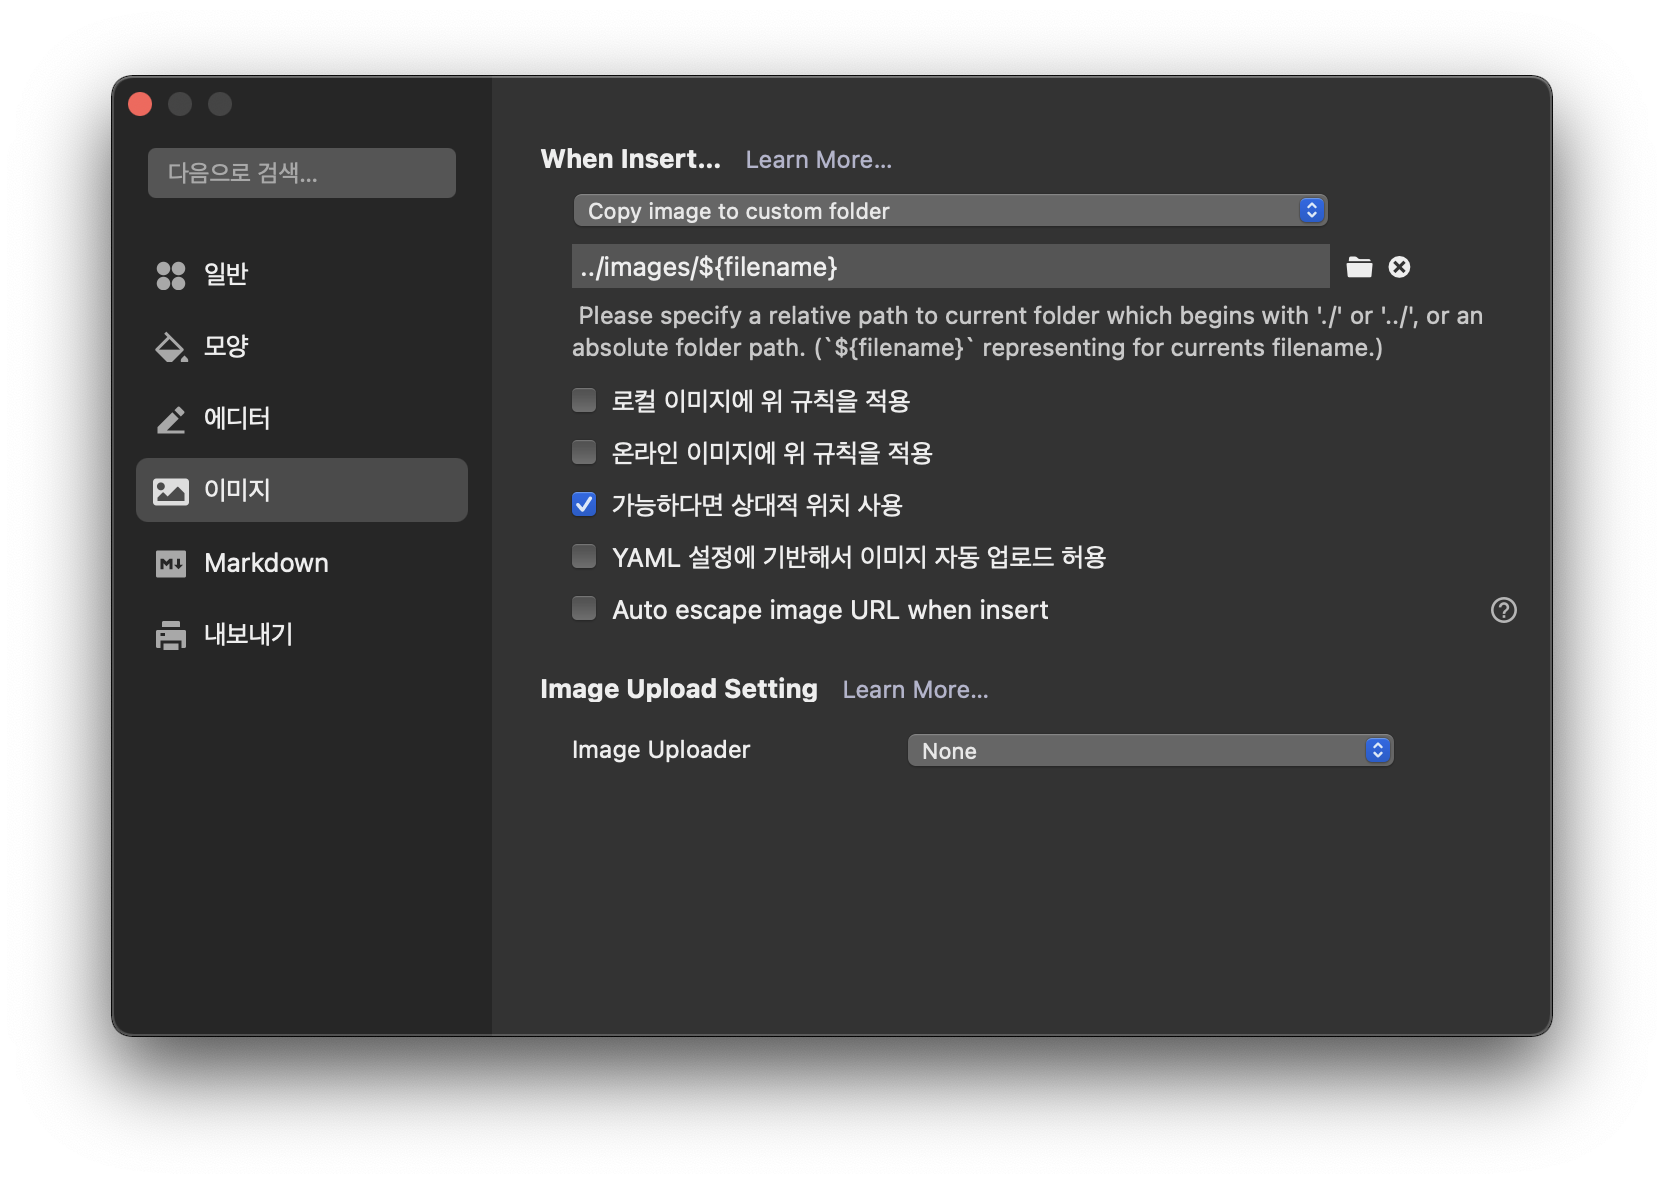 다음으로 검색...
일반
모양
에디터
이미지
Markdown
내보내기
When Insert... Learn More...
Copy image to custom folder
../images/${filename}
Please specify a relative path to current folder which begins with './' or '../', or an
absolute folder path. (`${filename}` representing for currents filename.)
로컬 이미지에 위 규칙을 적용
온라인 이미지에 위 규칙을 적용
가능하다면 상대적 위치 사용
YAML 설정에 기반해서 이미지 자동 업로드 허용
Auto escape image URL when insert
Image Upload Setting Learn More...
Image Uploader None